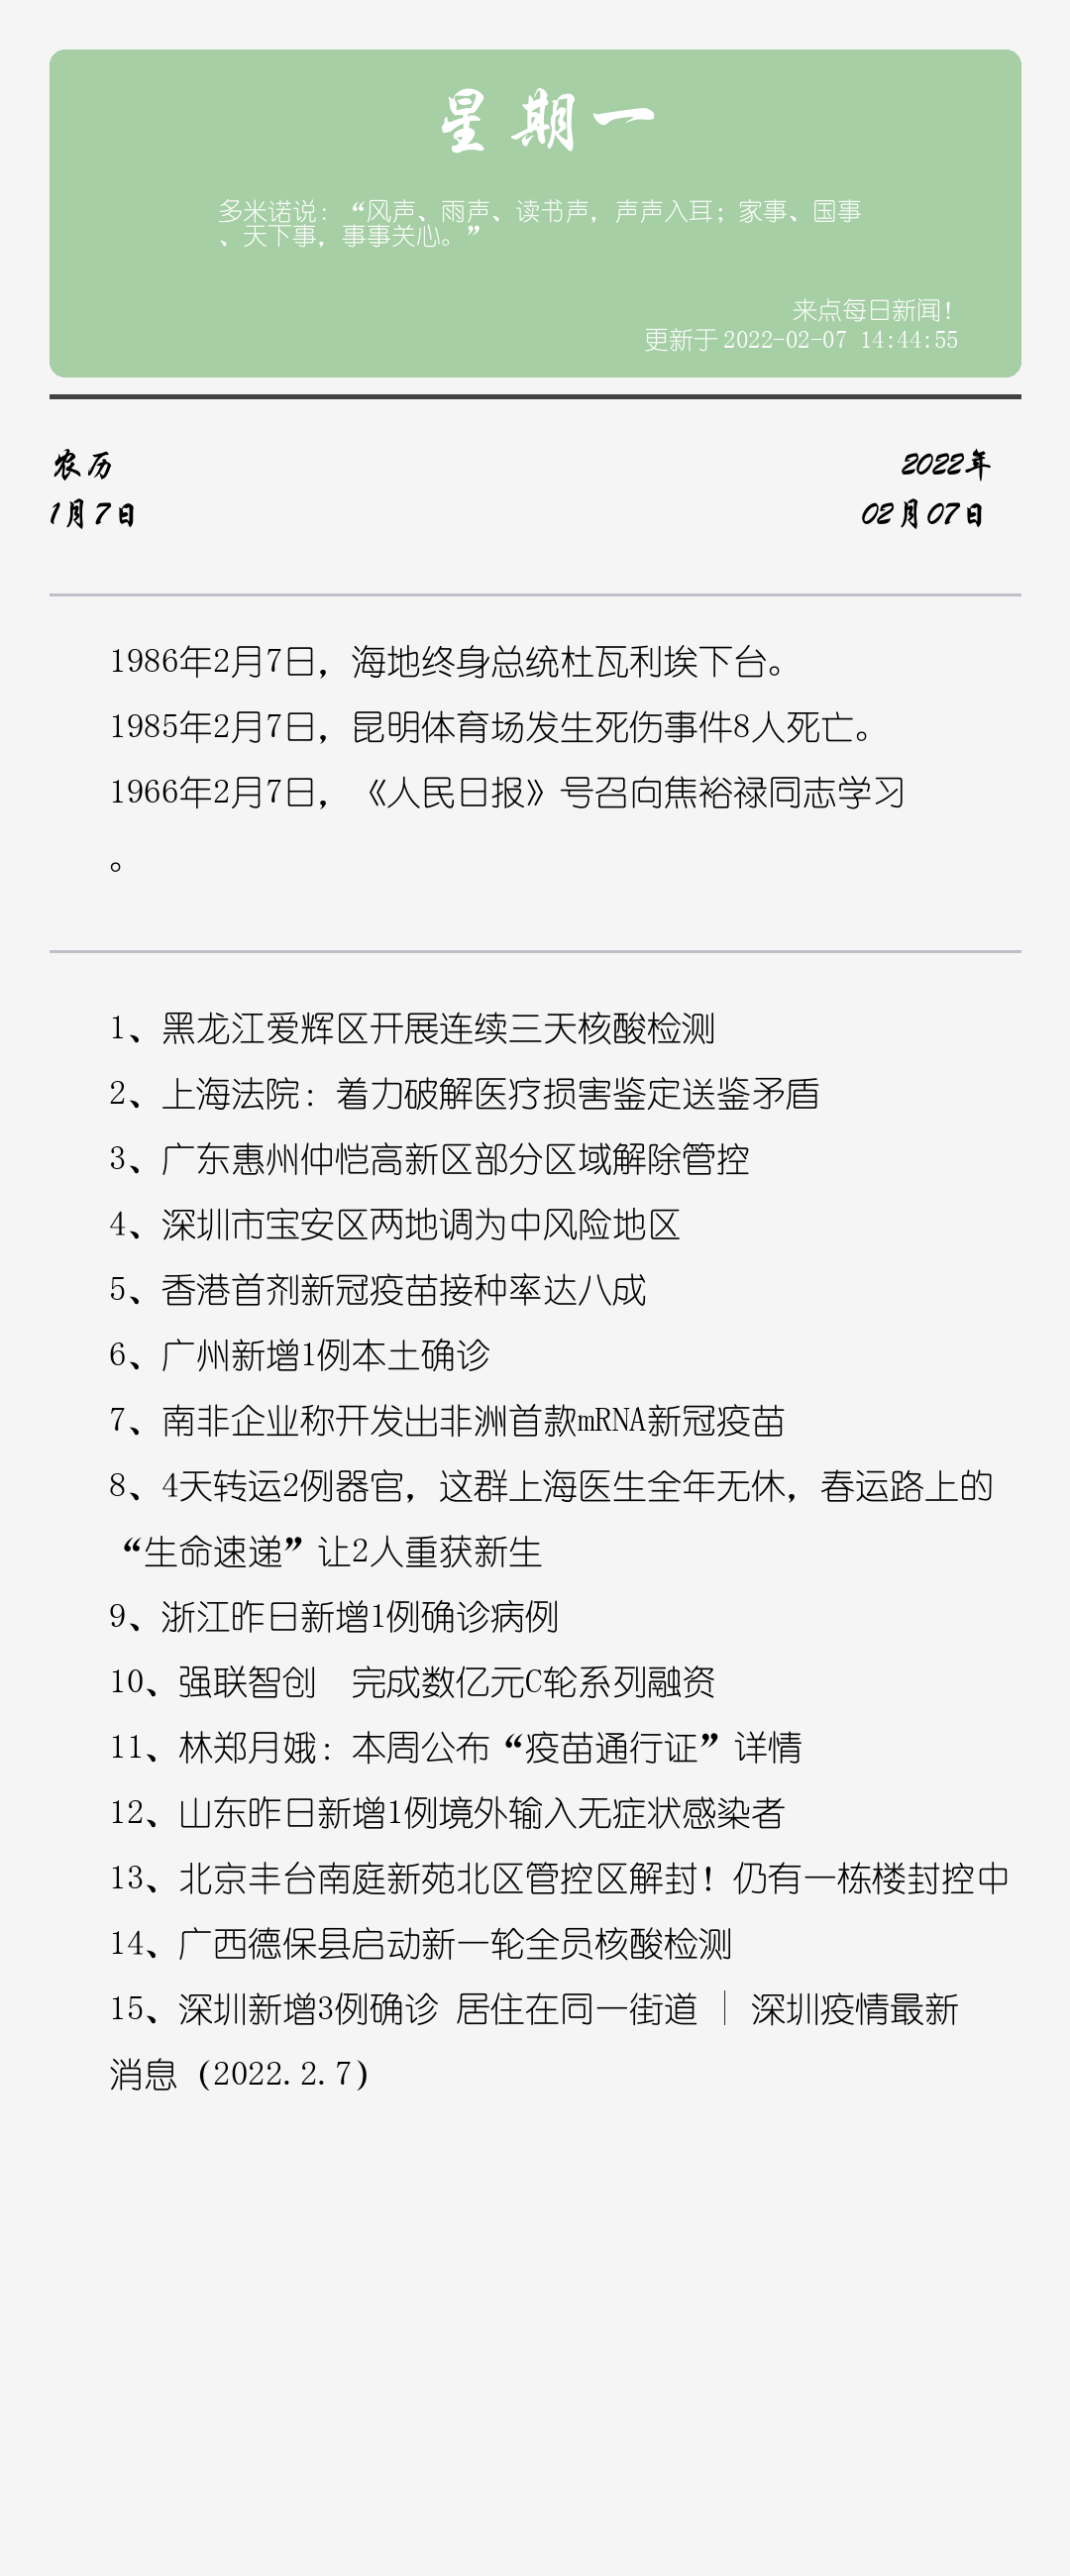 星期一
多米诺说：“风声、雨声、读书声，声声入耳；家事、国事
、天下事，事事关心。”
来点每日新闻！
更新于2022-02-07 14:44:55
农历
1月7日
2022年
02月07日
1986年2月7日，海地终身总统杜瓦利埃下台。
1985年2月7日，昆明体育场发生死伤事件8人死亡。
1966年2月7日，《人民日报》号召向焦裕禄同志学习
。
1、黑龙江爱辉区开展连续三天核酸检测
2、上海法院：着力破解医疗损害鉴定送鉴矛盾
3、广东惠州仲恺高新区部分区域解除管控
4、深圳市宝安区两地调为中风险地区
5、香港首剂新冠疫苗接种率达八成
6、广州新增1例本土确诊
7、南非企业称开发出非洲首款mRNA新冠疫苗
8、4天转运2例器官，这群上海医生全年无休，春运路上的
“生命速递”让2人重获新生
9、浙江昨日新增1例确诊病例
10、强联智创　完成数亿元C轮系列融资
11、林郑月娥：本周公布“疫苗通行证”详情
12、山东昨日新增1例境外输入无症状感染者
13、北京丰台南庭新苑北区管控区解封！仍有一栋楼封控中
14、广西德保县启动新一轮全员核酸检测
15、深圳新增3例确诊 居住在同一街道 ｜ 深圳疫情最新
消息（2022.2.7）